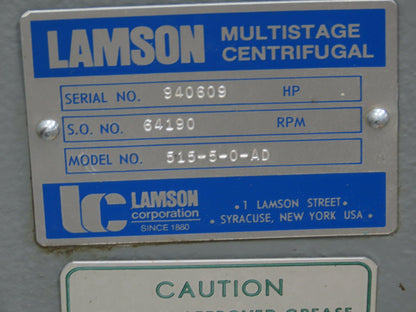 LAMSON MULTISTAGE
CENTRIFUGAL
SERIAL NO. 940609 HP
S.O. NO. 64190 RPM
MODEL NO. 515-5-0-AD
lc LAMSON
corporation
SINCE 1880
• 1 LAMSON STREET •
• SYRACUSE, NEW YORK USA •
CAUTION